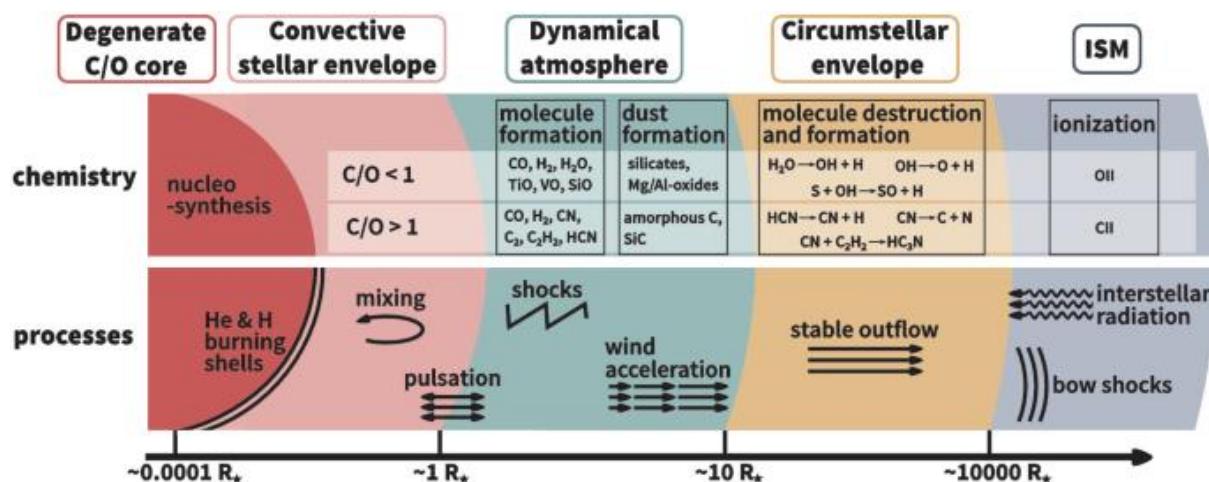 Degenerate
C/O core
Convective
stellar envelope
Dynamical
atmosphere
Circumstellar
envelope
ISM
chemistry
nucleo
-synthesis
C/O < 1
C/O > 1
molecule
formation
CO, H₂, H₂O,
TiO, VO, SiO
CO, H₂, CN,
C₂, C₂H₂, HCN
dust
formation
silicates,
Mg/Al-oxides
amorphous C,
SiC
molecule destruction
and formation
H₂O→OH + H
OH→O + H
S + OH→SO + H
HCN→CN + H
CN→C + N
CN + C₂H₂→HC₃N
ionization
OII
CII
processes
He & H
burning
shells
mixing
pulsation
shocks
wind
acceleration
stable outflow
interstellar
radiation
bow shocks
~0.0001 R⋆
~1 R⋆
~10 R⋆
~10000 R⋆